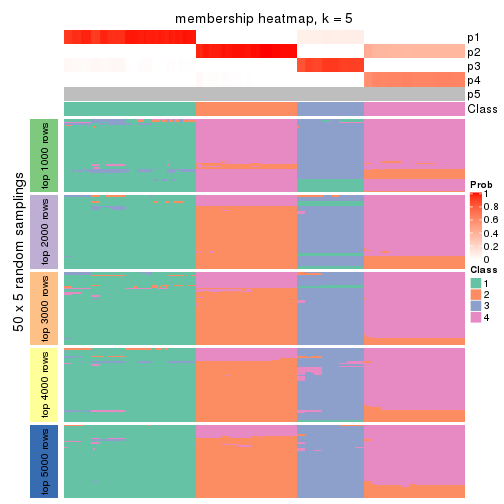 membership heatmap, k = 5
p1
p2
p3
p4
p5
Class
50 x 5 random samplings
top 1000 rows
top 2000 rows
top 3000 rows
top 4000 rows
top 5000 rows
Prob
1
0.8
0.6
0.4
0.2
0
Class
1
2
3
4